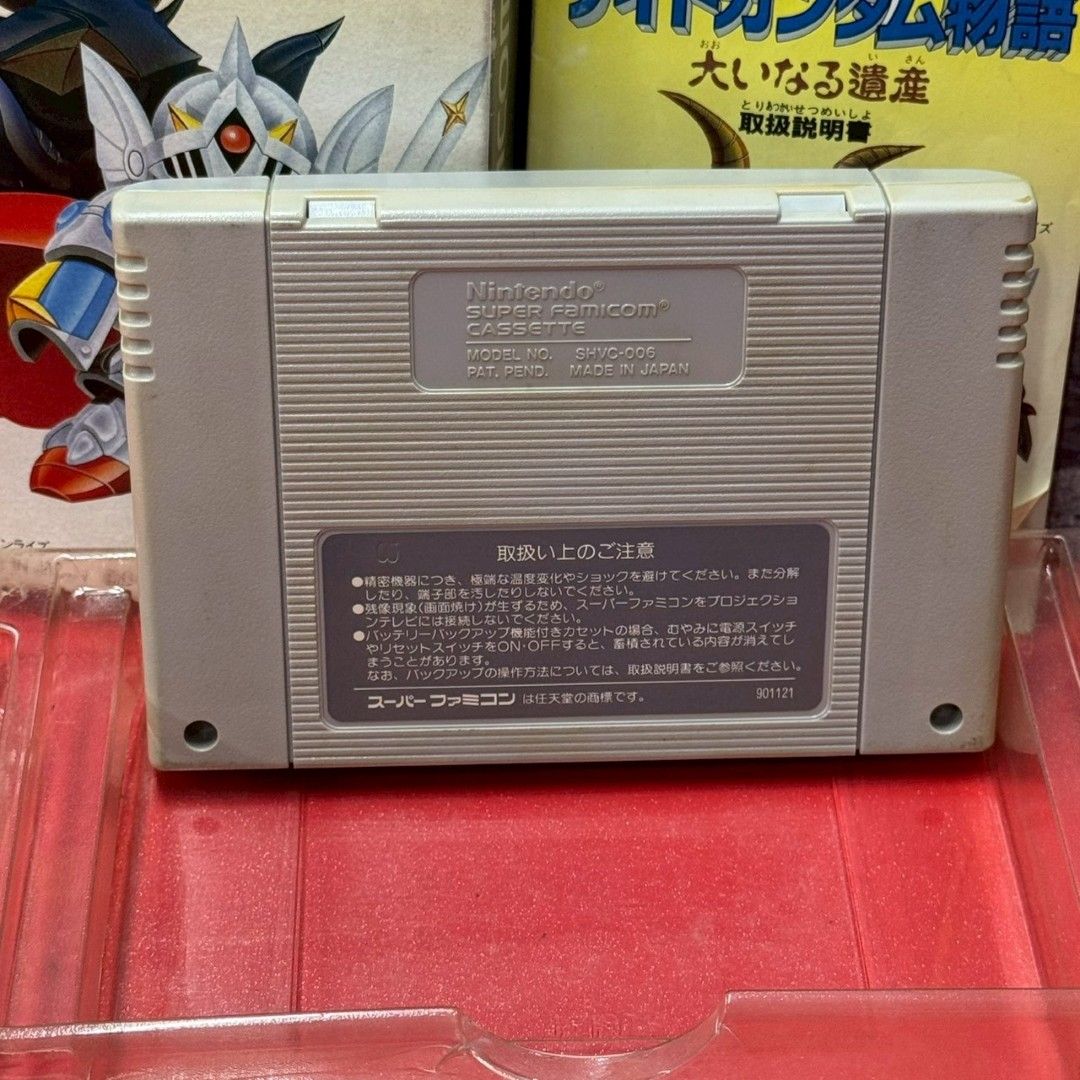 ナイトガンダム物語
おお い さん
大いなる遺産
とりあつかいせつめいしょ
取扱説明書
Nintendo®
SUPER Famicom®
CASSETTE
MODEL NO. SHVC-006
PAT. PEND. MADE IN JAPAN
取扱い上のご注意
●精密機器につき、極端な温度変化やショックを避けてください。また分解
したり、端子部を汚したりしないでください。
●残像現象(画面焼け)が生ずるため、スーパーファミコンをプロジェクショ
ンテレビには接続しないでください。
●バッテリーバックアップ機能付きカセットの場合、むやみに電源スイッチ
やリセットスイッチをON・OFFすると、蓄積されている内容が消えてし
まうことがあります。
なお、バックアップの操作方法については、取扱説明書をご参照ください。
スーパーファミコンは任天堂の商標です。 901121
ンライズ
イズ